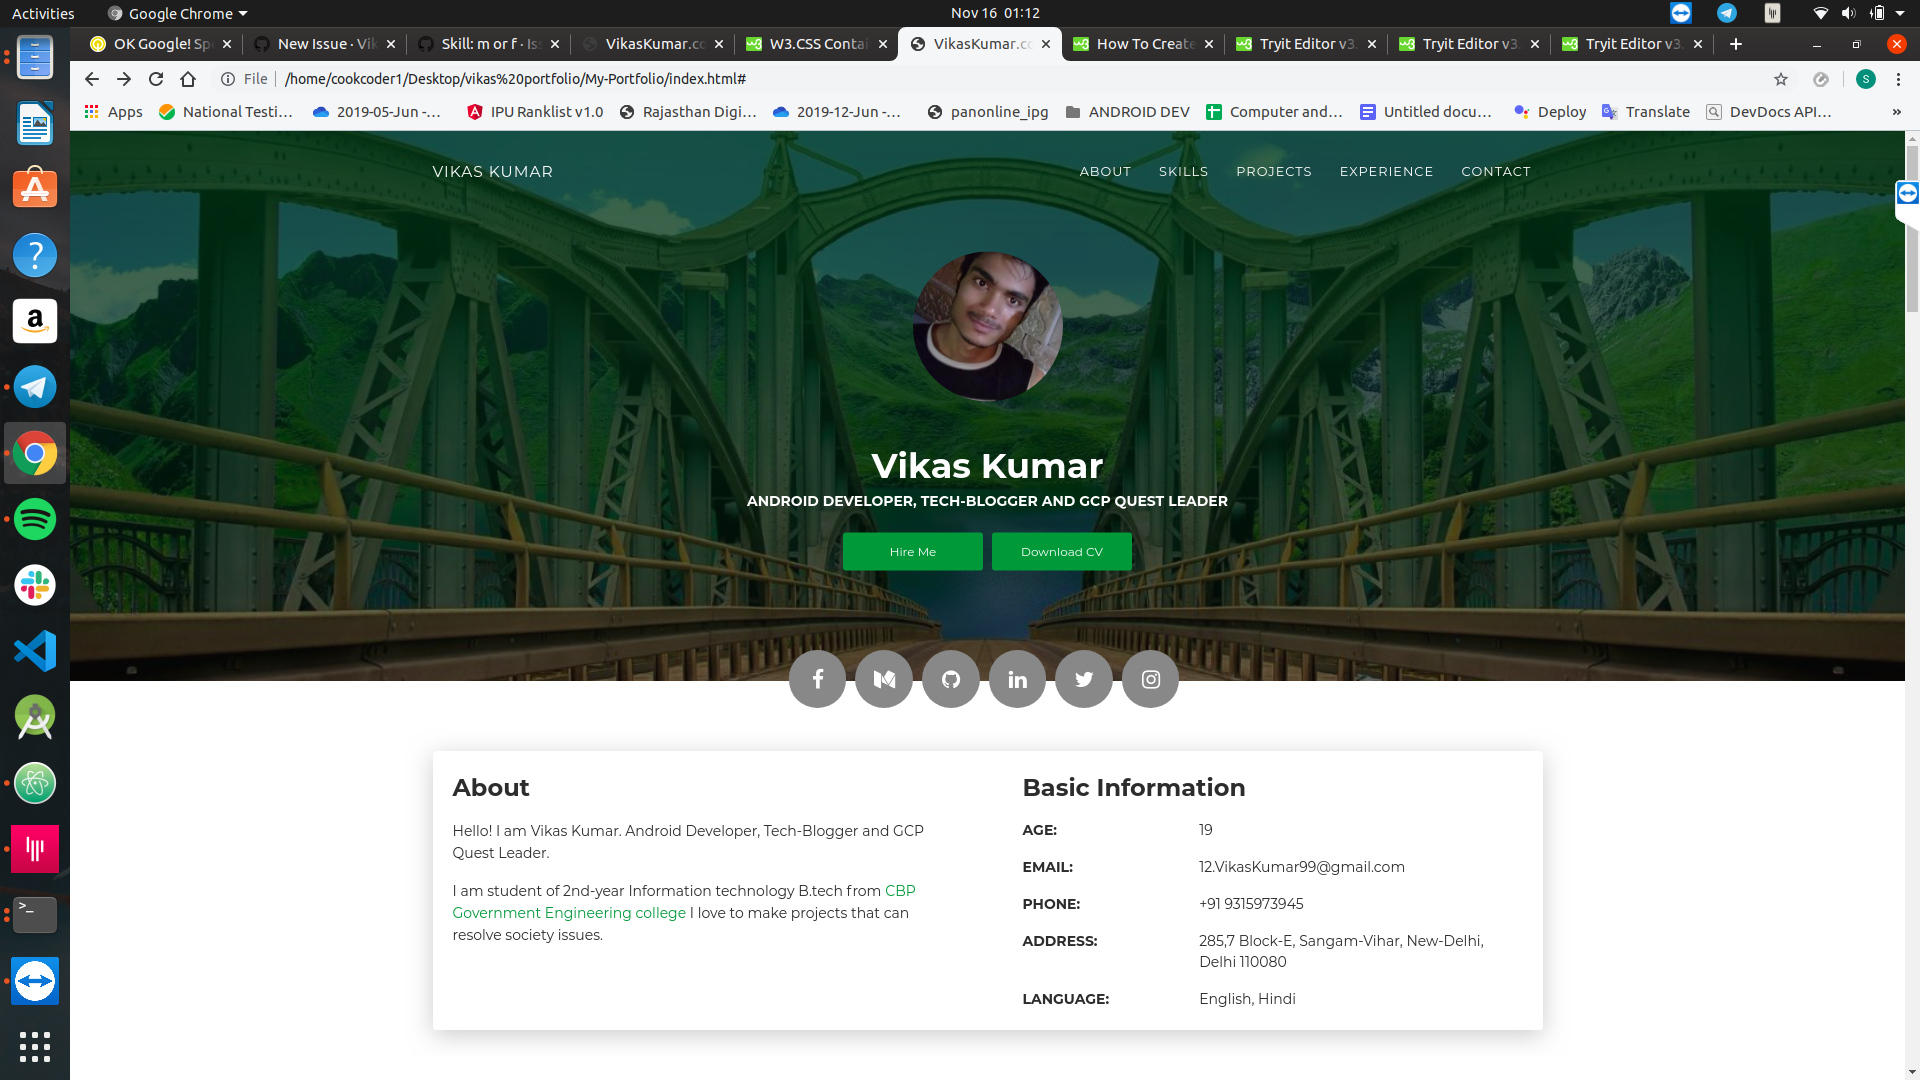 Activities
Google Chrome
Nov 16 01:12
OK Google! Sp
New Issue · Vik
Skill: m or f · Is
VikasKumar.co
W3.CSS Contai
VikasKumar.co
How To Create
Tryit Editor v3.
Tryit Editor v3.
Tryit Editor v3.
File
/home/cookcoder1/Desktop/vikas%20portfolio/My-Portfolio/index.html#
S
Apps
National Testi...
2019-05-Jun -...
IPU Ranklist v1.0
Rajasthan Digi...
2019-12-Jun -...
panonline_ipg
ANDROID DEV
Computer and...
Untitled docu...
Deploy
Translate
DevDocs API...
»
VIKAS KUMAR
ABOUT
SKILLS
PROJECTS
EXPERIENCE
CONTACT
Vikas Kumar
ANDROID DEVELOPER, TECH-BLOGGER AND GCP QUEST LEADER
Hire Me
Download CV
About
Hello! I am Vikas Kumar. Android Developer, Tech-Blogger and GCP
Quest Leader.
I am student of 2nd-year Information technology B.tech from CBP
Government Engineering college I love to make projects that can
resolve society issues.
Basic Information
AGE: 19
EMAIL: 12.VikasKumar99@gmail.com
PHONE: +91 9315973945
ADDRESS: 285,7 Block-E, Sangam-Vihar, New-Delhi,
Delhi 110080
LANGUAGE: English, Hindi